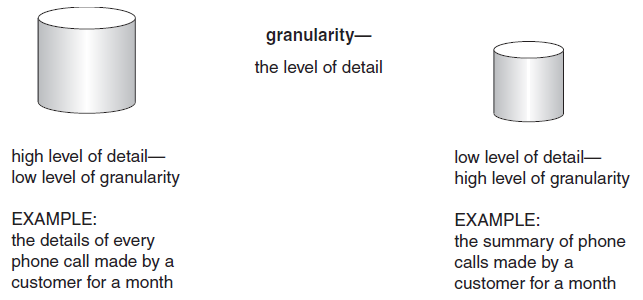 granularity—
the level of detail
high level of detail—
low level of granularity
EXAMPLE:
the details of every
phone call made by a
customer for a month
low level of detail—
high level of granularity
EXAMPLE:
the summary of phone
calls made by a
customer for a month